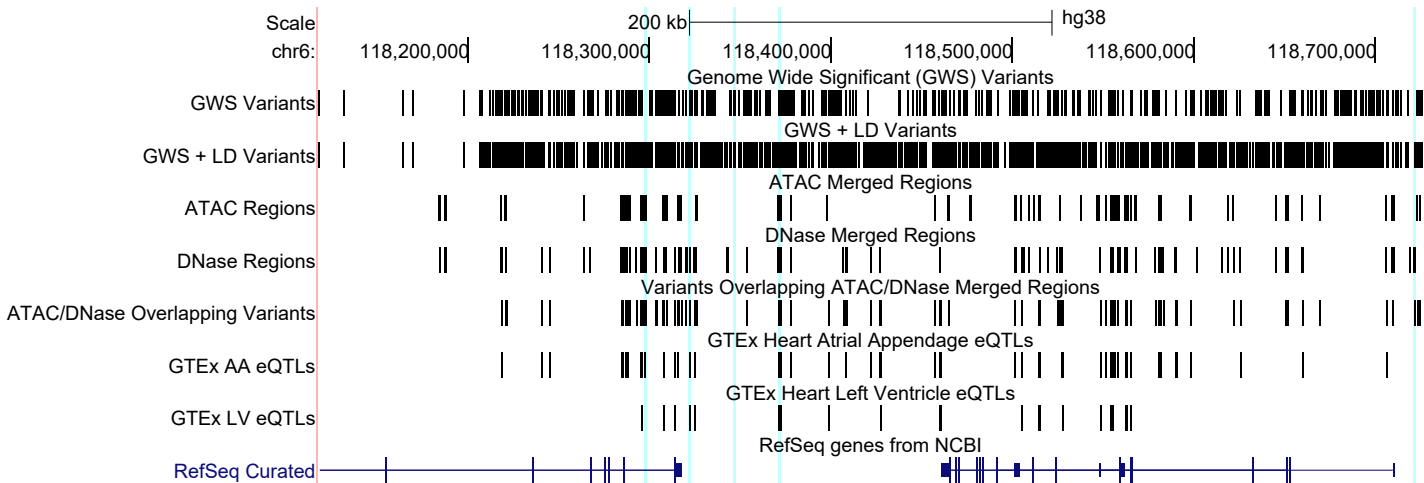 Scale 200 kb hg38
chr6: 118,200,000 118,300,000 118,400,000 118,500,000 118,600,000 118,700,000
Genome Wide Significant (GWS) Variants
GWS Variants
GWS + LD Variants
GWS + LD Variants
ATAC Merged Regions
ATAC Regions
DNase Merged Regions
DNase Regions
Variants Overlapping ATAC/DNase Merged Regions
ATAC/DNase Overlapping Variants
GTEx Heart Atrial Appendage eQTLs
GTEx AA eQTLs
GTEx Heart Left Ventricle eQTLs
GTEx LV eQTLs
RefSeq genes from NCBI
RefSeq Curated